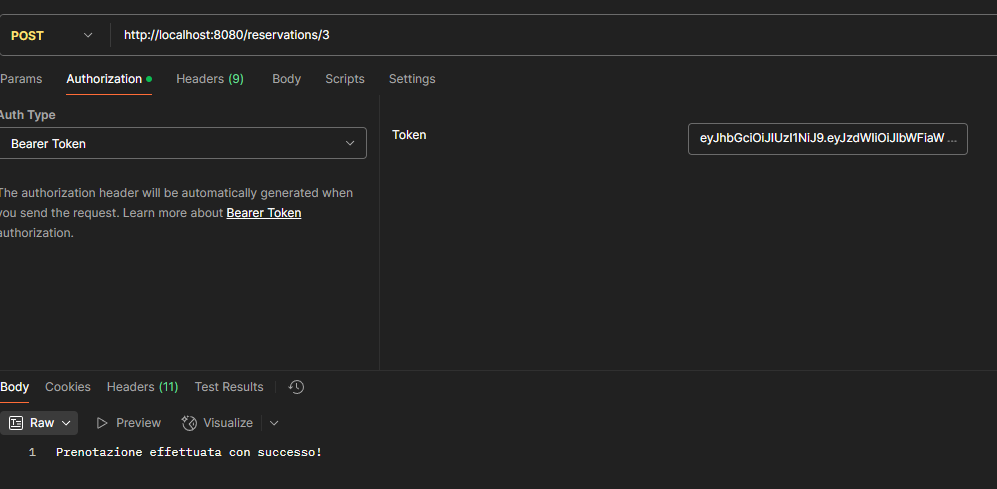 POST http://localhost:8080/reservations/3
Params Authorization Headers (9) Body Scripts Settings
Auth Type
Bearer Token
Token
eyJhbGciOiJIUzI1NiJ9.eyJzdWIiOiJlbWFiaW ...
The authorization header will be automatically generated when
you send the request. Learn more about Bearer Token
authorization.
Body Cookies Headers (11) Test Results
Raw Preview Visualize
1 Prenotazione effettuata con successo!